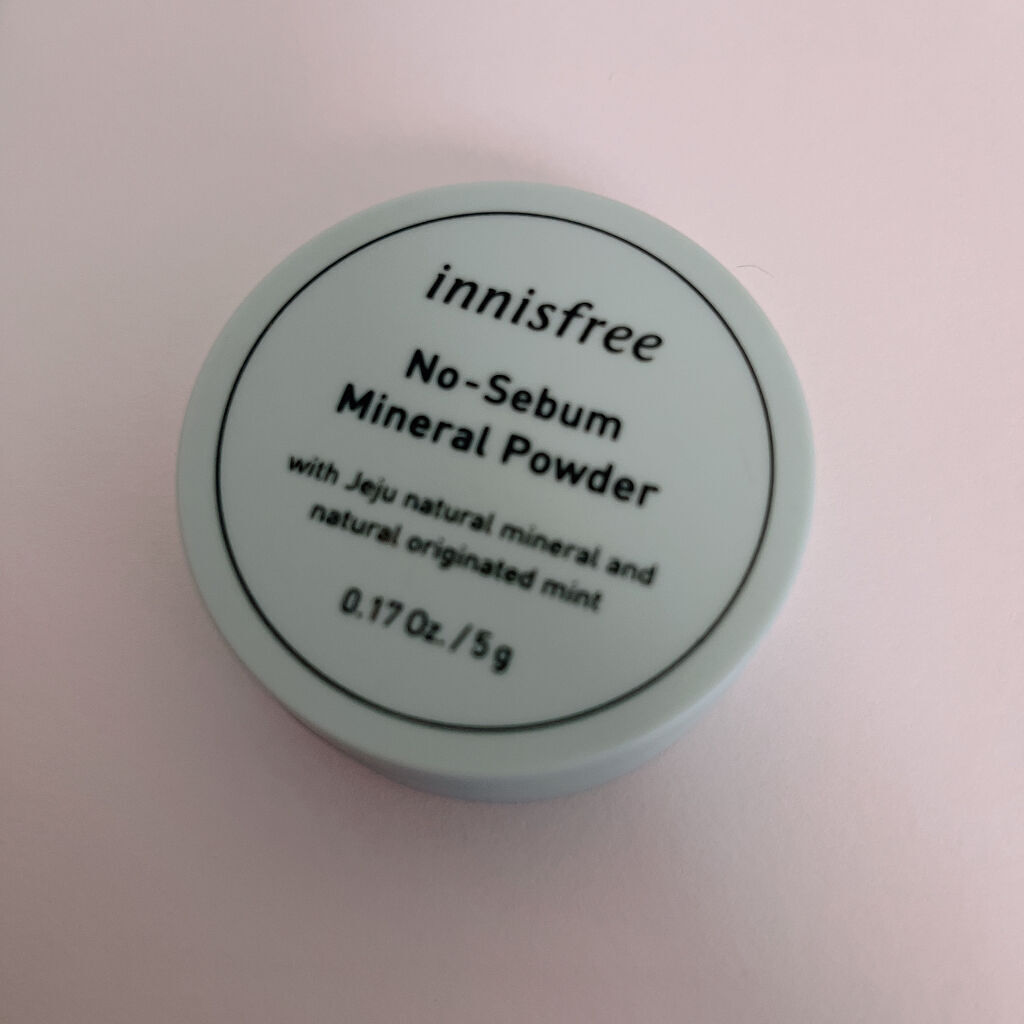 innisfree
No-Sebum
Mineral Powder
with Jeju natural mineral and
natural originated mint
0.17 Oz. / 5 g